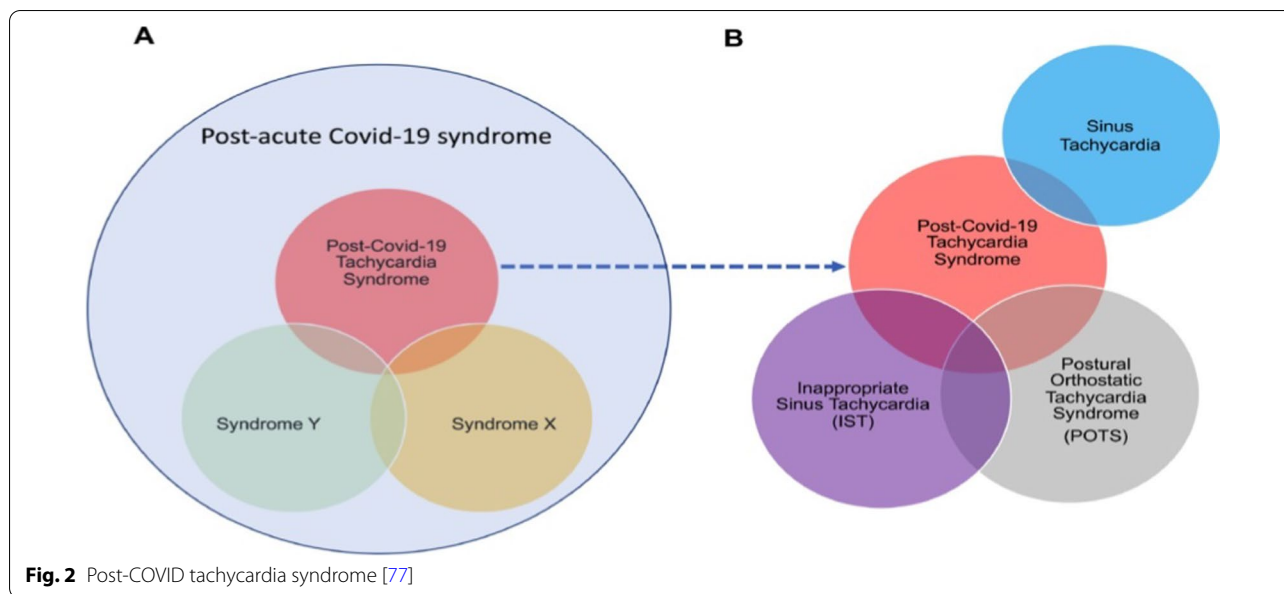 A
Post-acute Covid-19 syndrome
Post-Covid-19
Tachycardia
Syndrome
Syndrome Y
Syndrome X
B
Sinus
Tachycardia
Post-Covid-19
Tachycardia
Syndrome
Inappropriate
Sinus Tachycardia
(IST)
Postural
Orthostatic
Tachycardia
Syndrome
(POTS)
Fig. 2 Post-COVID tachycardia syndrome [77]